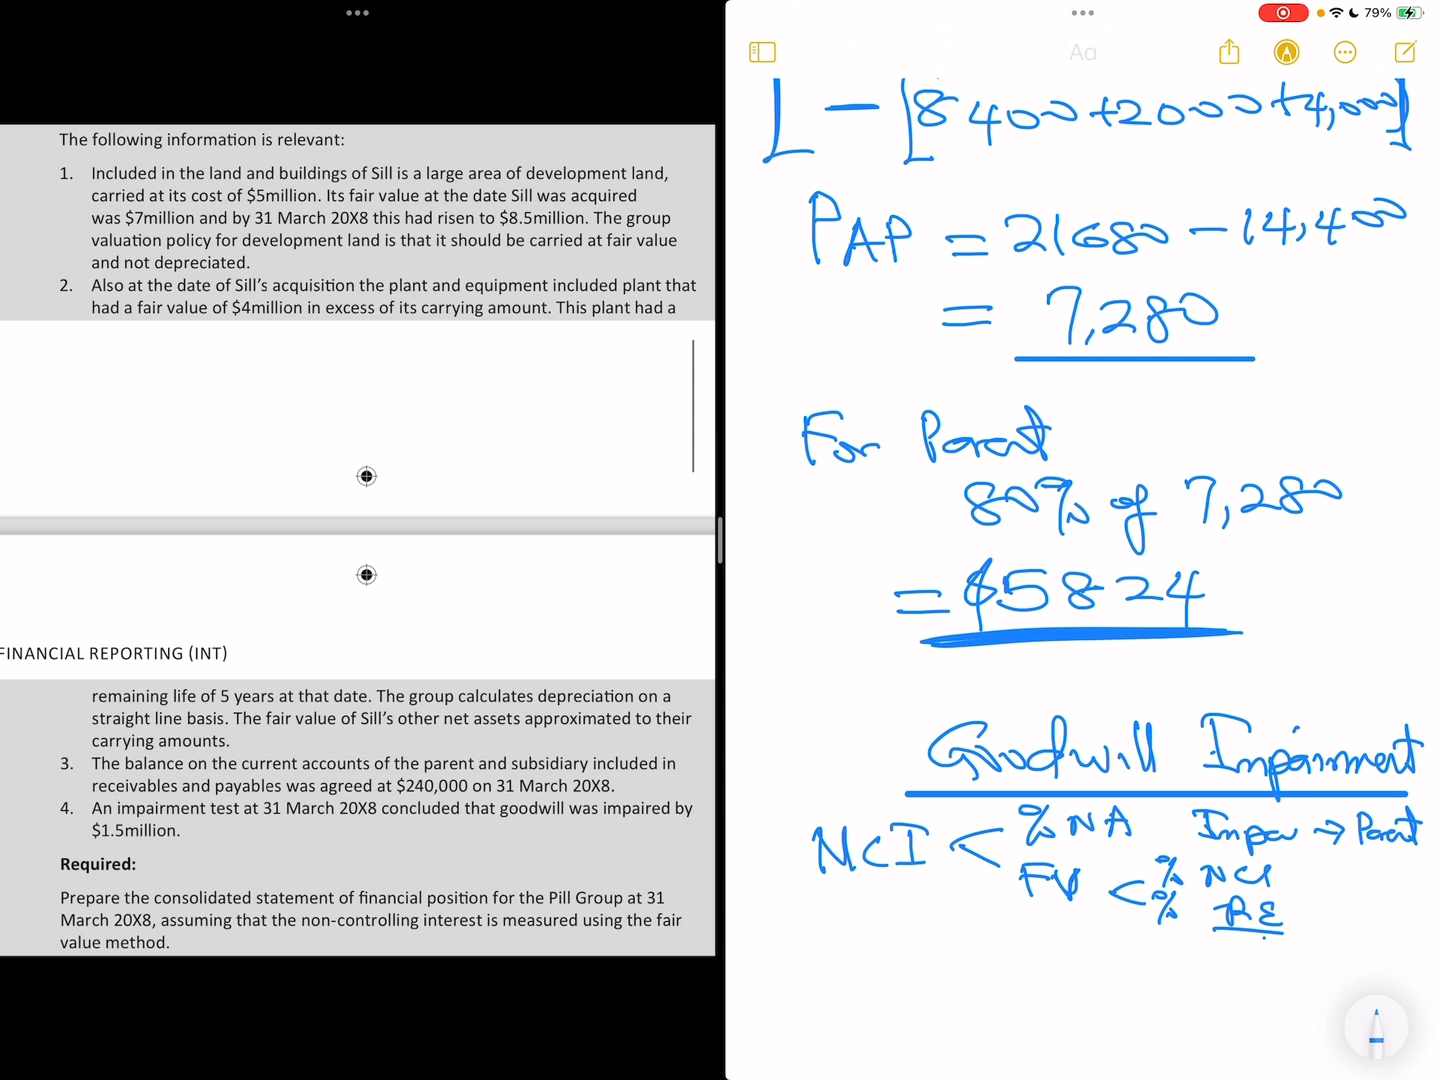 79%
Aa
The following information is relevant:
1. Included in the land and buildings of Sill is a large area of development land,
carried at its cost of $5million. Its fair value at the date Sill was acquired
was $7million and by 31 March 20X8 this had risen to $8.5million. The group
valuation policy for development land is that it should be carried at fair value
and not depreciated.
2. Also at the date of Sill's acquisition the plant and equipment included plant that
had a fair value of $4million in excess of its carrying amount. This plant had a
FINANCIAL REPORTING (INT)
remaining life of 5 years at that date. The group calculates depreciation on a
straight line basis. The fair value of Sill's other net assets approximated to their
carrying amounts.
3. The balance on the current accounts of the parent and subsidiary included in
receivables and payables was agreed at $240,000 on 31 March 20X8.
4. An impairment test at 31 March 20X8 concluded that goodwill was impaired by
$1.5million.
Required:
Prepare the consolidated statement of financial position for the Pill Group at 31
March 20X8, assuming that the non-controlling interest is measured using the fair
value method.
[ - [8400+2000+4,000]
PAP = 21680 - 14,400
= 7,280
For Parent
80% of 7,280
= $5824
Goodwill Impairment
NCI < % NA Impair → Parent
FV < % NCI
% RE